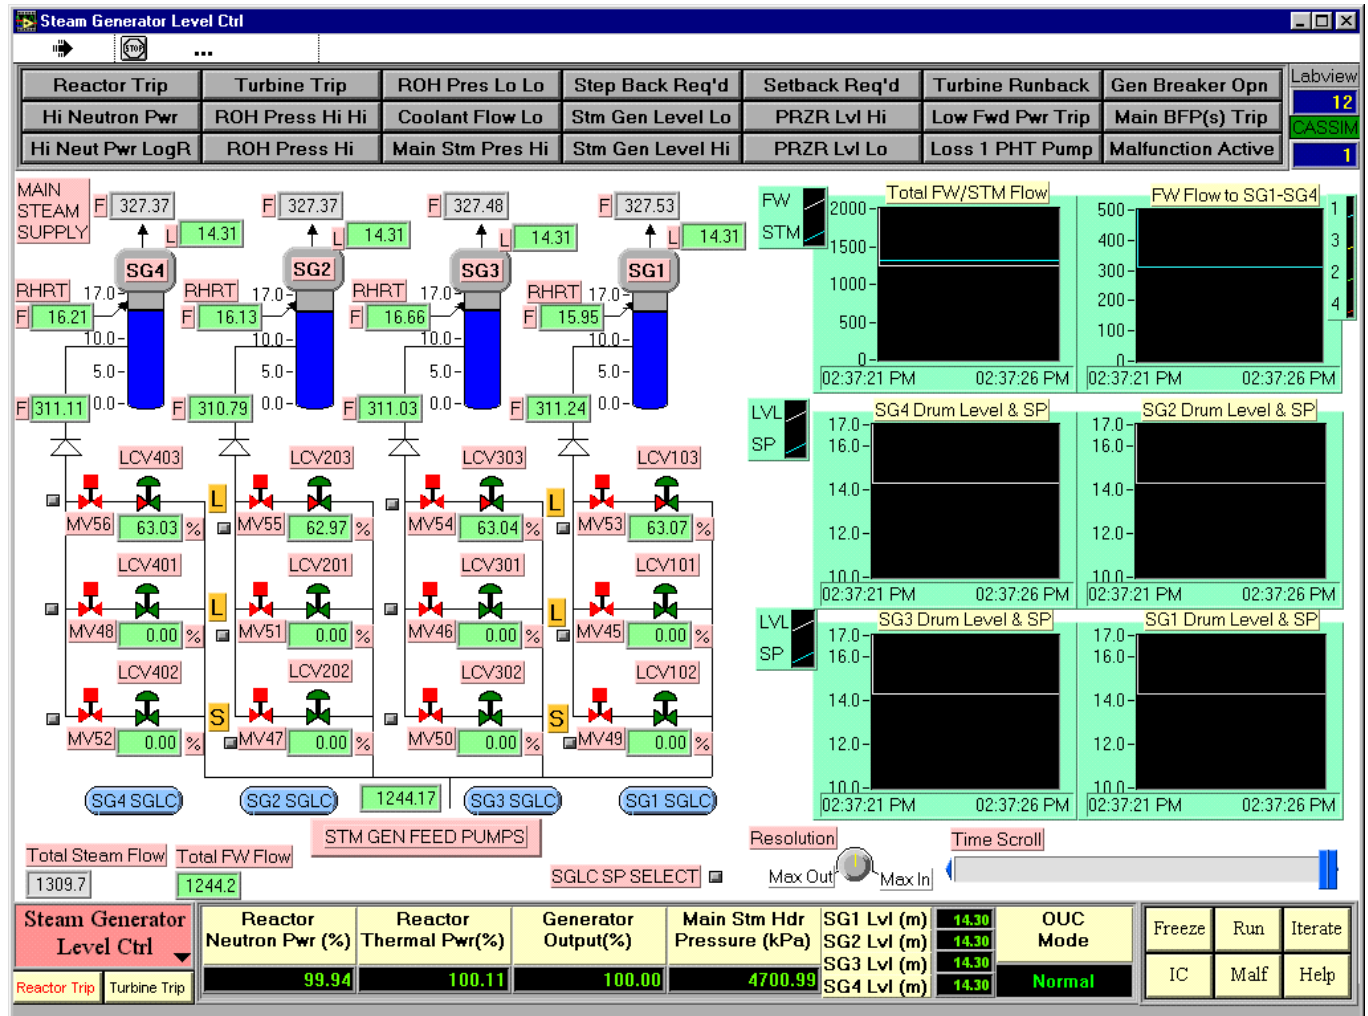 Steam Generator Level Ctrl
STOP
...
Reactor Trip Turbine Trip ROH Pres Lo Lo Step Back Req'd Setback Req'd Turbine Runback Gen Breaker Opn Labview
12
Hi Neutron Pwr ROH Press Hi Hi Coolant Flow Lo Stm Gen Level Lo PRZR Lvl Hi Low Fwd Pwr Trip Main BFP(s) Trip CASSIM
Hi Neut Pwr LogR ROH Press Hi Main Stm Pres Hi Stm Gen Level Hi PRZR Lvl Lo Loss 1 PHT Pump Malfunction Active 1
MAIN
STEAM
SUPPLY
F 327.37 F 327.37 F 327.48 F 327.53
L 14.31 L 14.31 L 14.31 L 14.31
SG4 SG2 SG3 SG1
RHRT 17.0 RHRT 17.0 RHRT 17.0 RHRT 17.0
F 16.21 F 16.13 F 16.66 F 15.95
10.0 10.0 10.0 10.0
5.0 5.0 5.0 5.0
F 311.11 0.0 F 310.79 0.0 F 311.03 0.0 F 311.24 0.0
LCV403 LCV203 LCV303 LCV103
L L
MV56 63.03 % MV55 62.97 % MV54 63.04 % MV53 63.07 %
LCV401 LCV201 LCV301 LCV101
L L
MV48 0.00 % MV51 0.00 % MV46 0.00 % MV45 0.00 %
LCV402 LCV202 LCV302 LCV102
S S
MV52 0.00 % MV47 0.00 % MV50 0.00 % MV49 0.00 %
SG4 SGLC SG2 SGLC 1244.17 SG3 SGLC SG1 SGLC
STM GEN FEED PUMPS
Total Steam Flow Total FW Flow
1309.7 1244.2
SGLC SP SELECT
FW
STM
Total FW/STM Flow
2000
1500
1000
500
0
02:37:21 PM 02:37:26 PM
FW Flow to SG1-SG4
500
400
300
200
100
0
02:37:21 PM 02:37:26 PM
1
3
2
4
LVL
SP
SG4 Drum Level & SP
17.0
16.0
14.0
12.0
10.0
02:37:21 PM 02:37:26 PM
SG2 Drum Level & SP
17.0
16.0
14.0
12.0
10.0
02:37:21 PM 02:37:26 PM
LVL
SP
SG3 Drum Level & SP
17.0
16.0
14.0
12.0
10.0
02:37:21 PM 02:37:26 PM
SG1 Drum Level & SP
17.0
16.0
14.0
12.0
10.0
02:37:21 PM 02:37:26 PM
Resolution
Max Out Max In
Time Scroll
Steam Generator
Level Ctrl
Reactor Trip Turbine Trip
Reactor
Neutron Pwr (%)
99.94
Reactor
Thermal Pwr(%)
100.11
Generator
Output(%)
100.00
Main Stm Hdr
Pressure (kPa)
4700.99
SG1 Lvl (m) 14.30
SG2 Lvl (m) 14.30
SG3 Lvl (m) 14.30
SG4 Lvl (m) 14.30
OUC
Mode
Normal
Freeze Run Iterate
IC Malf Help